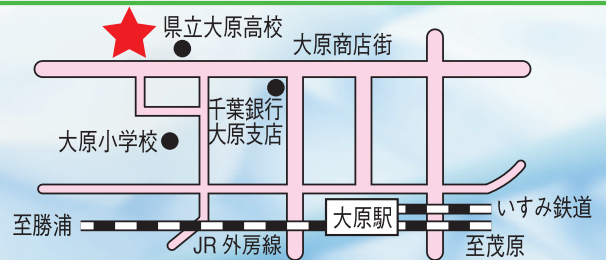 県立大原高校
大原商店街
千葉銀行
大原支店
大原小学校
いすみ鉄道
大原駅
至勝浦
JR外房線
至茂原